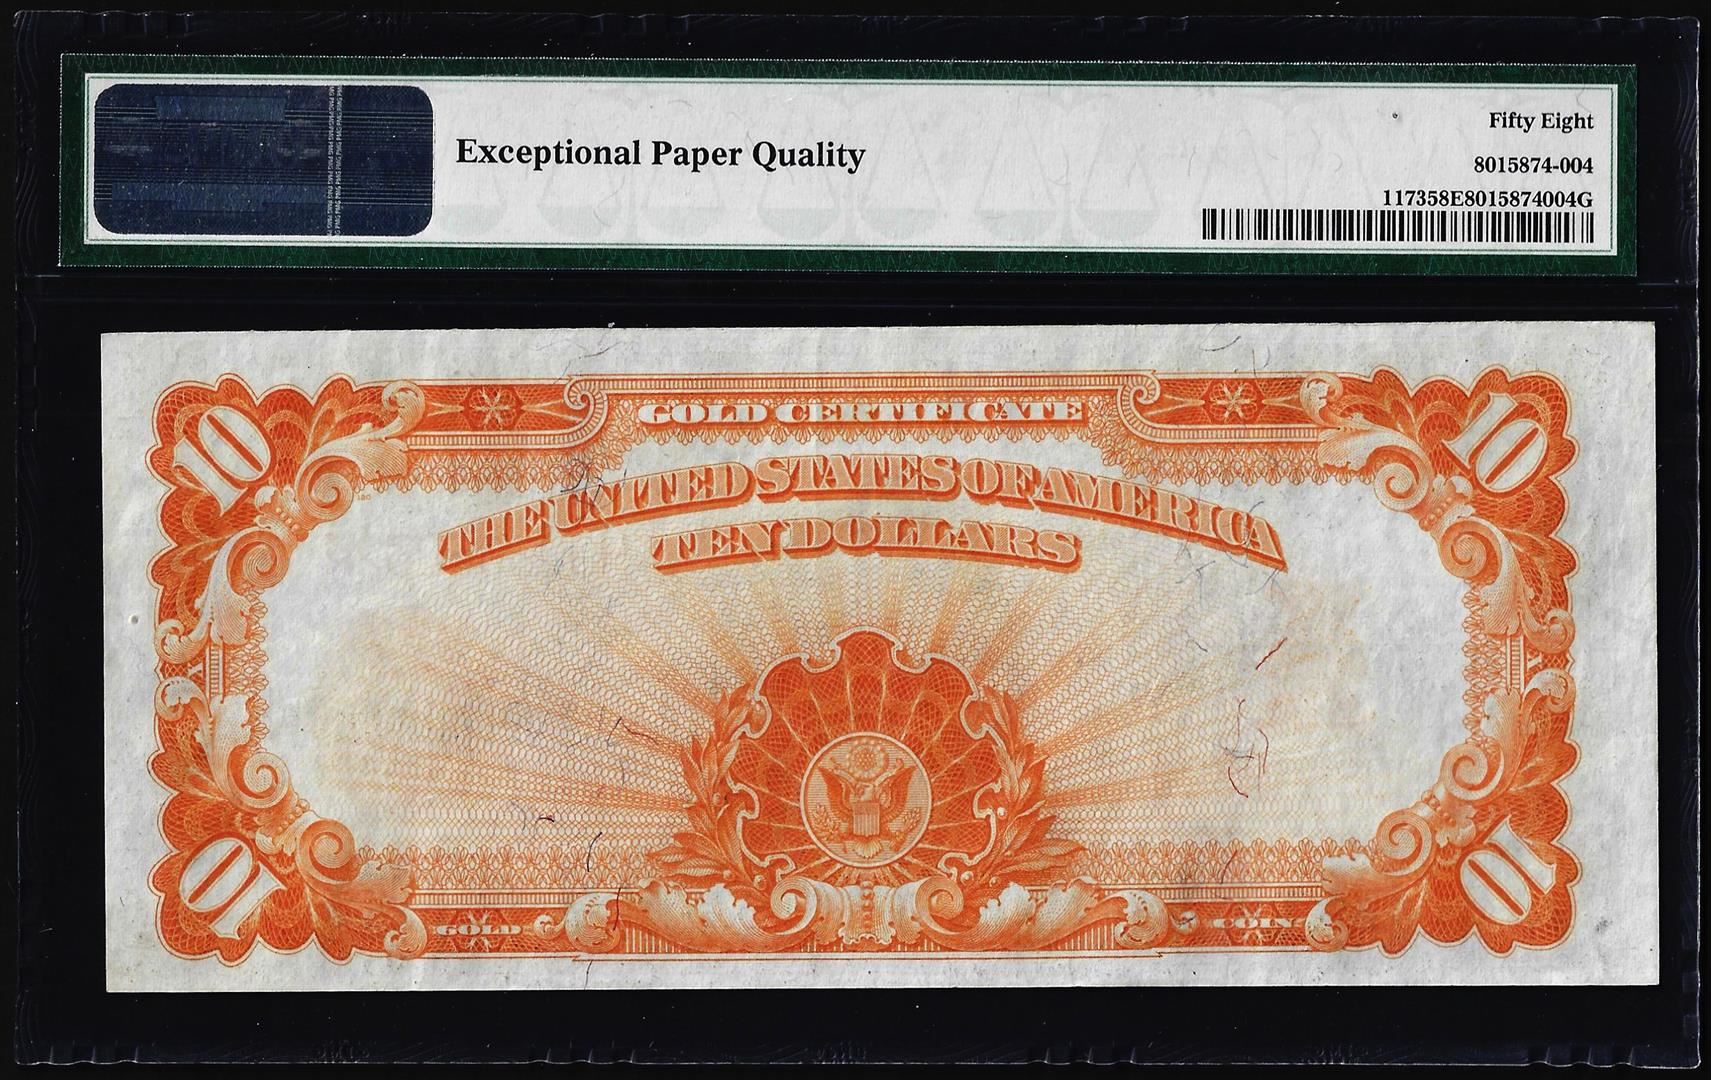 Exceptional Paper Quality
Fifty Eight
8015874-004
117358E8015874004G
10
10
GOLD CERTIFICATE
THE UNITED STATES OF AMERICA
TEN DOLLARS
10
10
GOLD
COIN